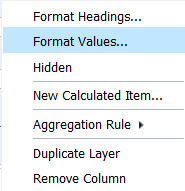 Format Headings...
Format Values...
Hidden
New Calculated Item...
Aggregation Rule
Duplicate Layer
Remove Column